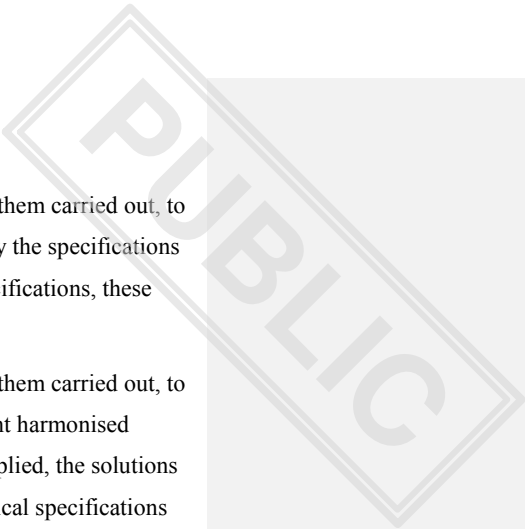 PUBLIC
them carried out, to
y the specifications
ifications, these
them carried out, to
nt harmonised
plied, the solutions
ical specifications